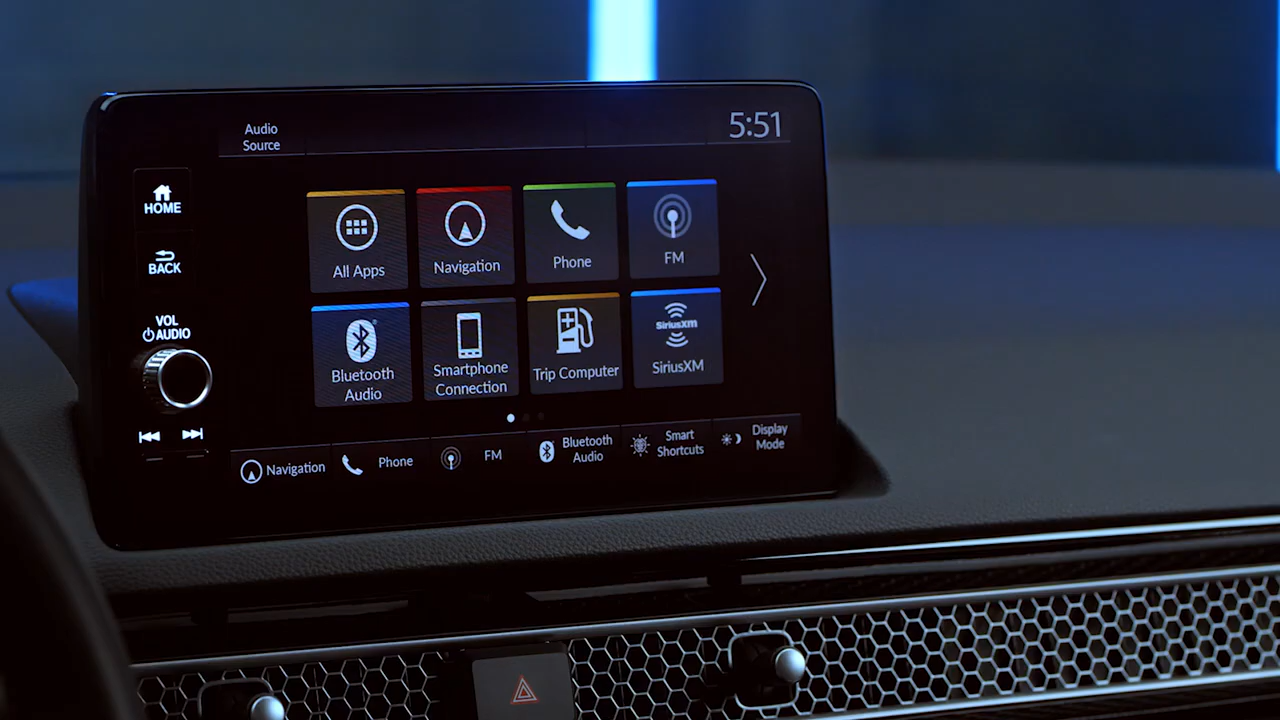 Audio
Source
5:51
HOME
BACK
VOL
AUDIO
All Apps
Navigation
Phone
FM
Bluetooth
Audio
Smartphone
Connection
Trip Computer
SiriusXM
SiriusXM
Navigation
Phone
FM
Bluetooth
Audio
Smart
Shortcuts
Display
Mode